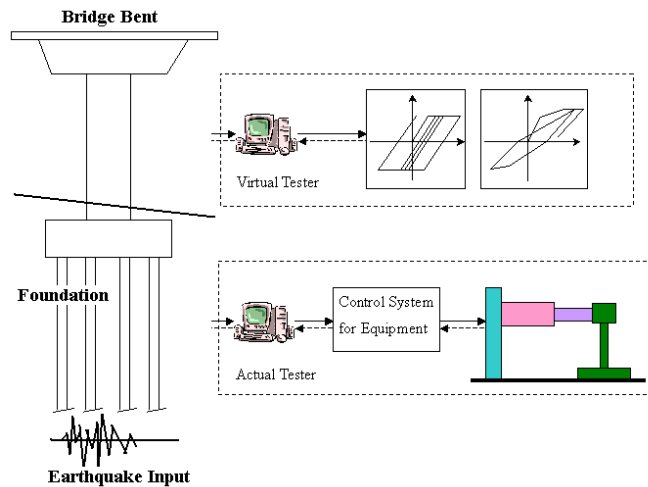 Bridge Bent
Virtual Tester
Foundation
Control System
for Equipment
Actual Tester
Earthquake Input